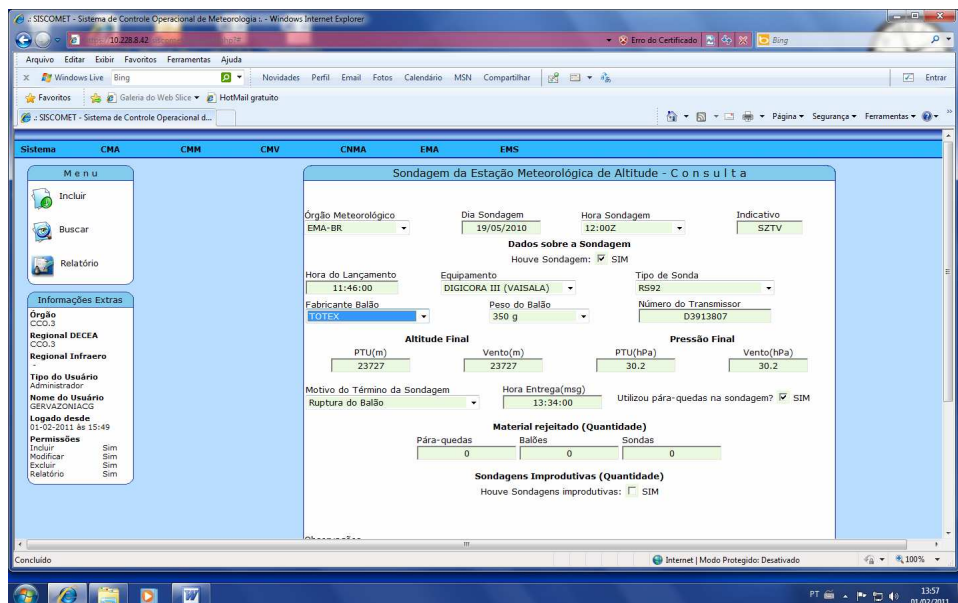 .: SISCOMET - Sistema de Controle Operacional de Meteorologia :. - Windows Internet Explorer
10.228.8.42
Erro do Certificado
Bing
Arquivo Editar Exibir Favoritos Ferramentas Ajuda
x Windows Live Bing Novidades Perfil Email Fotos Calendário MSN Compartilhar Entrar
Favoritos Galeria do Web Slice HotMail gratuito
.: SISCOMET - Sistema de Controle Operacional d... Página Segurança Ferramentas
Sistema CMA CMM CMV CNMA EMA EMS
Menu
Incluir
Buscar
Relatório
Informações Extras
Órgão
CCO.3
Regional DECEA
CCO.3
Regional Infraero
-
Tipo do Usuário
Administrador
Nome do Usuário
GERVAZONIACG
Logado desde
01-02-2011 às 15:49
Permissões
Incluir Sim
Modificar Sim
Excluir Sim
Relatório Sim
Sondagem da Estação Meteorológica de Altitude - Consulta
Órgão Meteorológico Dia Sondagem Hora Sondagem Indicativo
EMA-BR 19/05/2010 12:00Z SZTV
Dados sobre a Sondagem
Houve Sondagem: SIM
Hora do Lançamento Equipamento Tipo de Sonda
11:46:00 DIGICORA III (VAISALA) RS92
Fabricante Balão Peso do Balão Número do Transmissor
TOTEX 350 g D3913807
Altitude Final Pressão Final
PTU(m) Vento(m) PTU(hPa) Vento(hPa)
23727 23727 30.2 30.2
Motivo do Término da Sondagem Hora Entrega(msg)
Ruptura do Balão 13:34:00 Utilizou pára-quedas na sondagem? SIM
Material rejeitado (Quantidade)
Pára-quedas Balões Sondas
0 0 0
Sondagens Improdutivas (Quantidade)
Houve Sondagens improdutivas: SIM
Concluído Internet | Modo Protegido: Desativado 100%
PT 13:57
01/02/2011